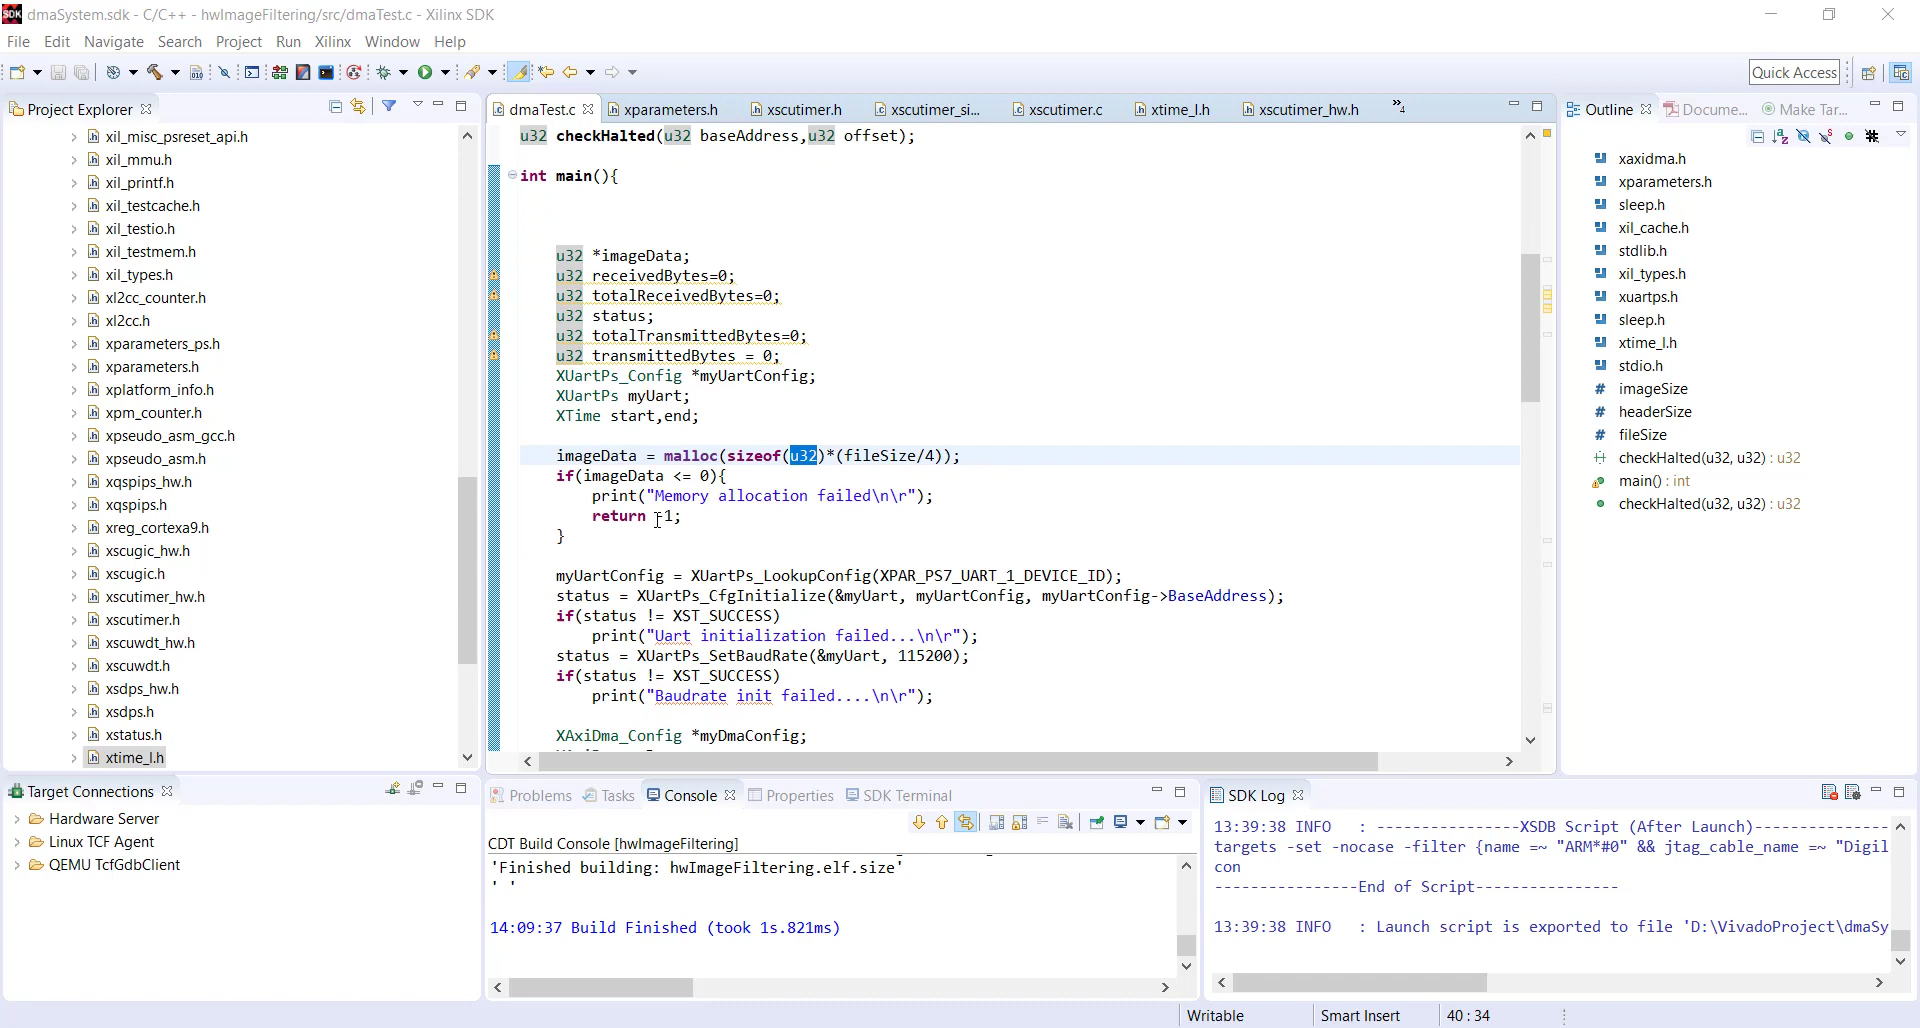 SDK dmaSystem.sdk - C/C++ - hwImageFiltering/src/dmaTest.c - Xilinx SDK
File Edit Navigate Search Project Run Xilinx Window Help
Quick Access
Project Explorer
xil_misc_psreset_api.h
xil_mmu.h
xil_printf.h
xil_testcache.h
xil_testio.h
xil_testmem.h
xil_types.h
xl2cc_counter.h
xl2cc.h
xparameters_ps.h
xparameters.h
xplatform_info.h
xpm_counter.h
xpseudo_asm_gcc.h
xpseudo_asm.h
xqspips_hw.h
xqspips.h
xreg_cortexa9.h
xscugic_hw.h
xscugic.h
xscutimer_hw.h
xscutimer.h
xscuwdt_hw.h
xscuwdt.h
xsdps_hw.h
xsdps.h
xstatus.h
xtime_l.h
dmaTest.c xparameters.h xscutimer.h xscutimer_si... xscutimer.c xtime_l.h xscutimer_hw.h »4
u32 checkHalted(u32 baseAddress,u32 offset);
int main(){
u32 *imageData;
u32 receivedBytes=0;
u32 totalReceivedBytes=0;
u32 status;
u32 totalTransmittedBytes=0;
u32 transmittedBytes = 0;
XUartPs_Config *myUartConfig;
XUartPs myUart;
XTime start,end;
imageData = malloc(sizeof(u32)*(fileSize/4));
if(imageData <= 0){
print("Memory allocation failed\n\r");
return -1;
}
myUartConfig = XUartPs_LookupConfig(XPAR_PS7_UART_1_DEVICE_ID);
status = XUartPs_CfgInitialize(&myUart, myUartConfig, myUartConfig->BaseAddress);
if(status != XST_SUCCESS)
print("Uart initialization failed...\n\r");
status = XUartPs_SetBaudRate(&myUart, 115200);
if(status != XST_SUCCESS)
print("Baudrate init failed....\n\r");
XAxiDma_Config *myDmaConfig;
Outline Docume... Make Tar...
xaxidma.h
xparameters.h
sleep.h
xil_cache.h
stdlib.h
xil_types.h
xuartps.h
sleep.h
xtime_l.h
stdio.h
# imageSize
# headerSize
# fileSize
checkHalted(u32, u32) : u32
main() : int
checkHalted(u32, u32) : u32
Target Connections
Hardware Server
Linux TCF Agent
QEMU TcfGdbClient
Problems Tasks Console Properties SDK Terminal
CDT Build Console [hwImageFiltering]
'Finished building: hwImageFiltering.elf.size'
' '
14:09:37 Build Finished (took 1s.821ms)
SDK Log
13:39:38 INFO : ----------------XSDB Script (After Launch)---------------
targets -set -nocase -filter {name =~ "ARM*#0" && jtag_cable_name =~ "Digil
con
----------------End of Script----------------
13:39:38 INFO : Launch script is exported to file 'D:\VivadoProject\dmaSy
Writable Smart Insert 40 : 34